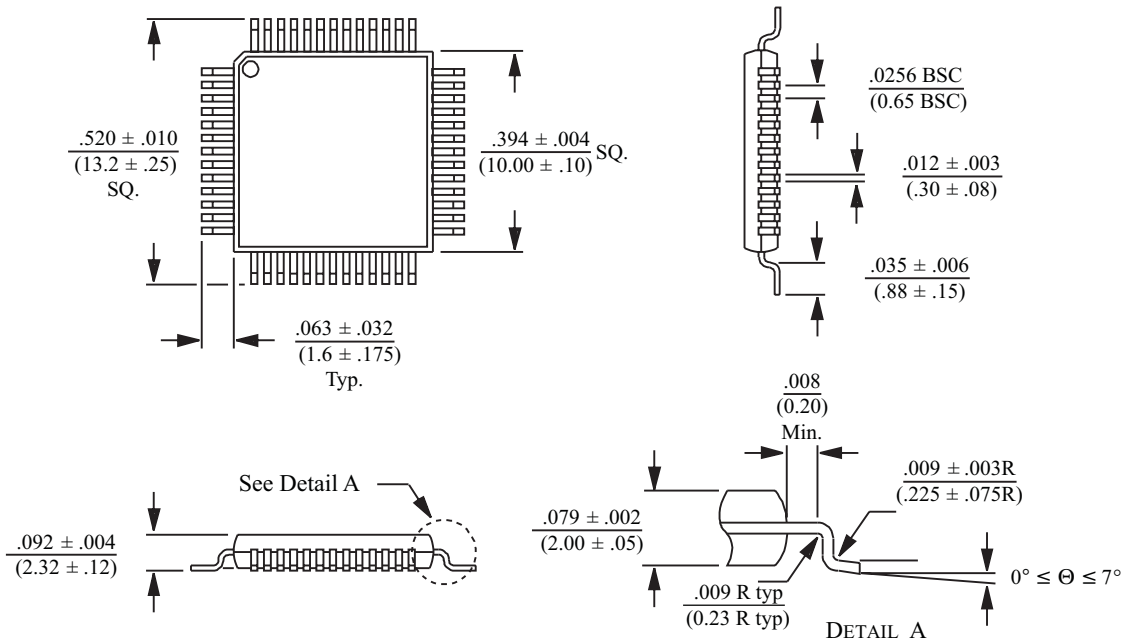 .520 ± .010
(13.2 ± .25)
SQ.
.394 ± .004
(10.00 ± .10)
SQ.
.063 ± .032
(1.6 ± .175)
Typ.
.0256 BSC
(0.65 BSC)
.012 ± .003
(.30 ± .08)
.035 ± .006
(.88 ± .15)
See Detail A
.092 ± .004
(2.32 ± .12)
.008
(0.20)
Min.
.009 ± .003R
(.225 ± .075R)
.079 ± .002
(2.00 ± .05)
.009 R typ
(0.23 R typ)
0° ≤ Θ ≤ 7°
DETAIL A